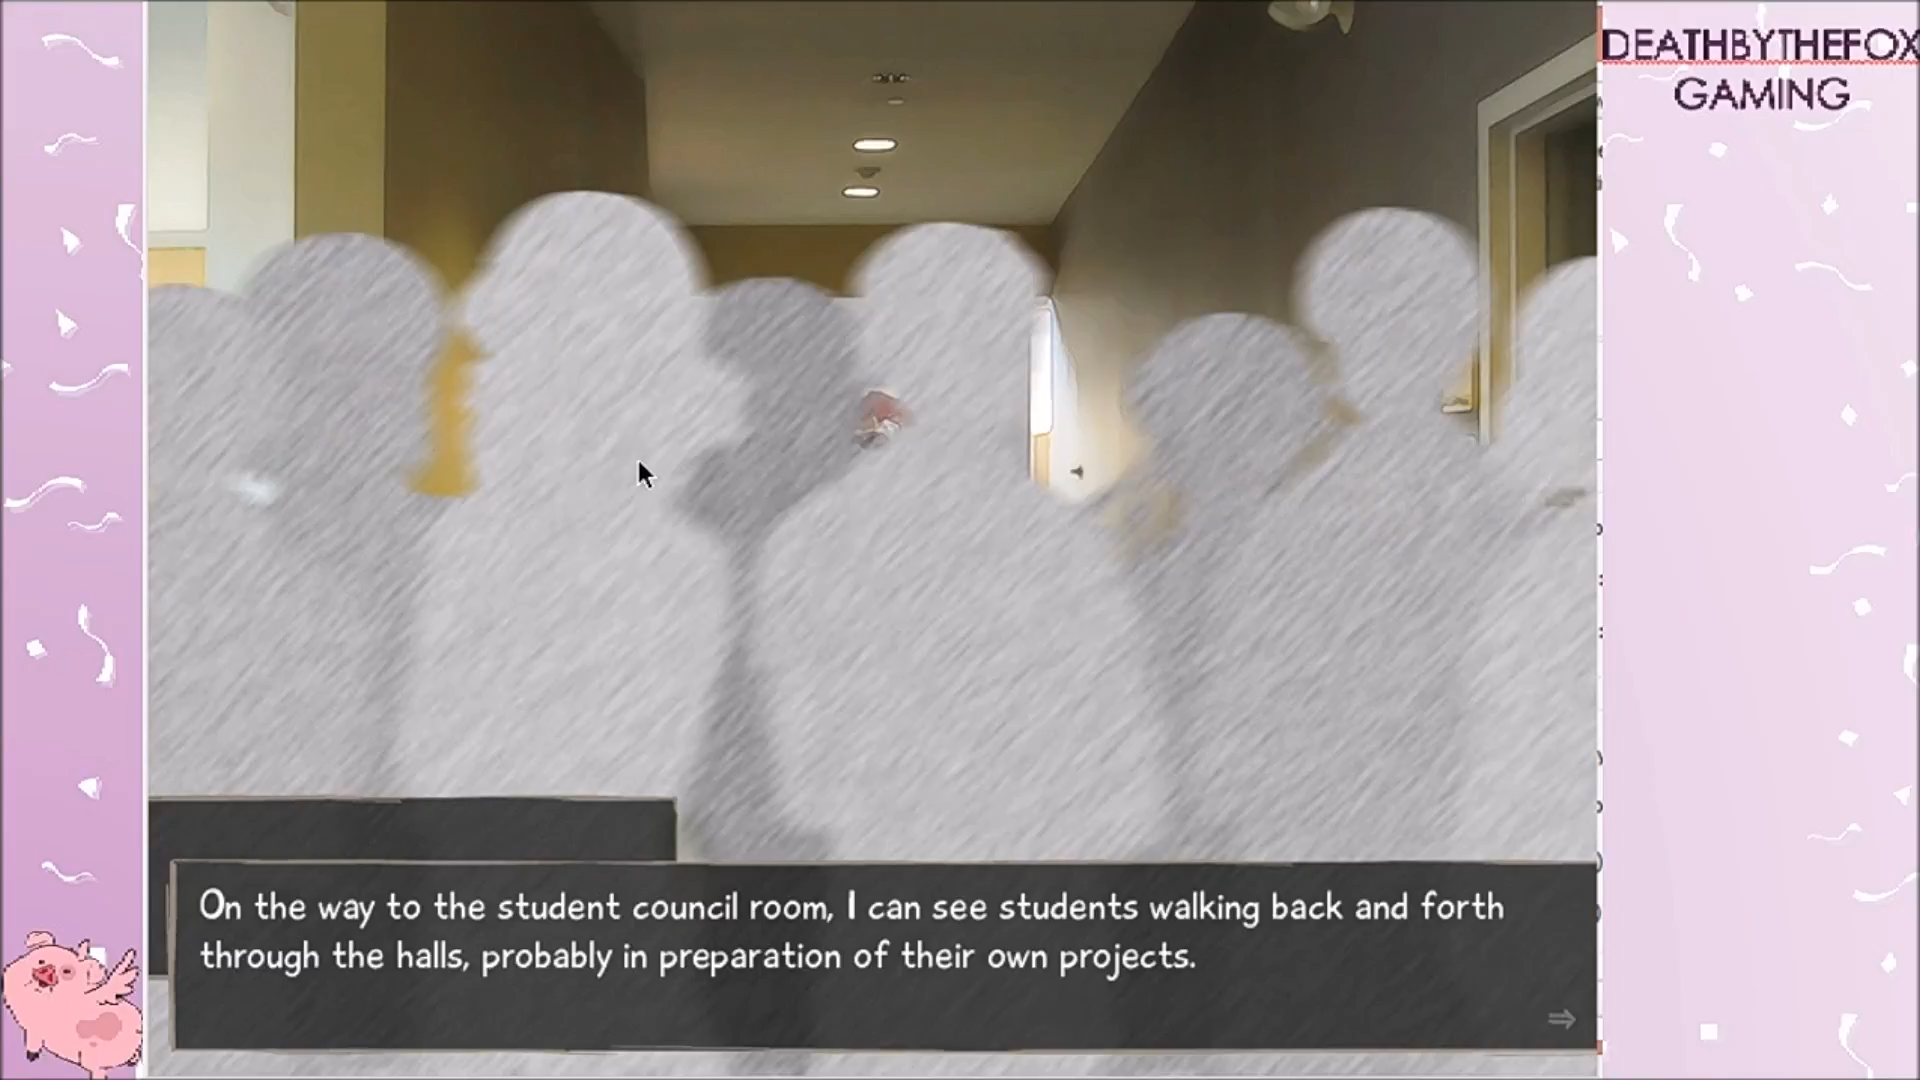 DEATHBYTHEFOX
GAMING
On the way to the student council room, I can see students walking back and forth
through the halls, probably in preparation of their own projects.